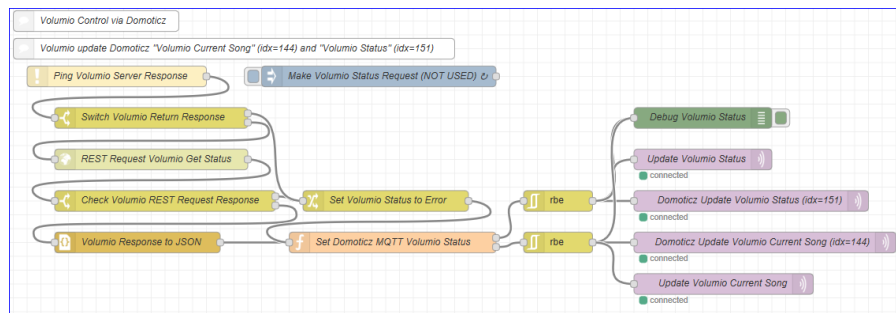 Volumio Control via Domoticz
Volumio update Domoticz "Volumio Current Song" (idx=144) and "Volumio Status" (idx=151)
Ping Volumio Server Response
Make Volumio Status Request (NOT USED) ↻
Switch Volumio Return Response
Debug Volumio Status
REST Request Volumio Get Status
Update Volumio Status
connected
Check Volumio REST Request Response
Set Volumio Status to Error
rbe
Domoticz Update Volumio Status (idx=151)
connected
Volumio Response to JSON
Set Domoticz MQTT Volumio Status
rbe
Domoticz Update Volumio Current Song (idx=144)
connected
Update Volumio Current Song
connected